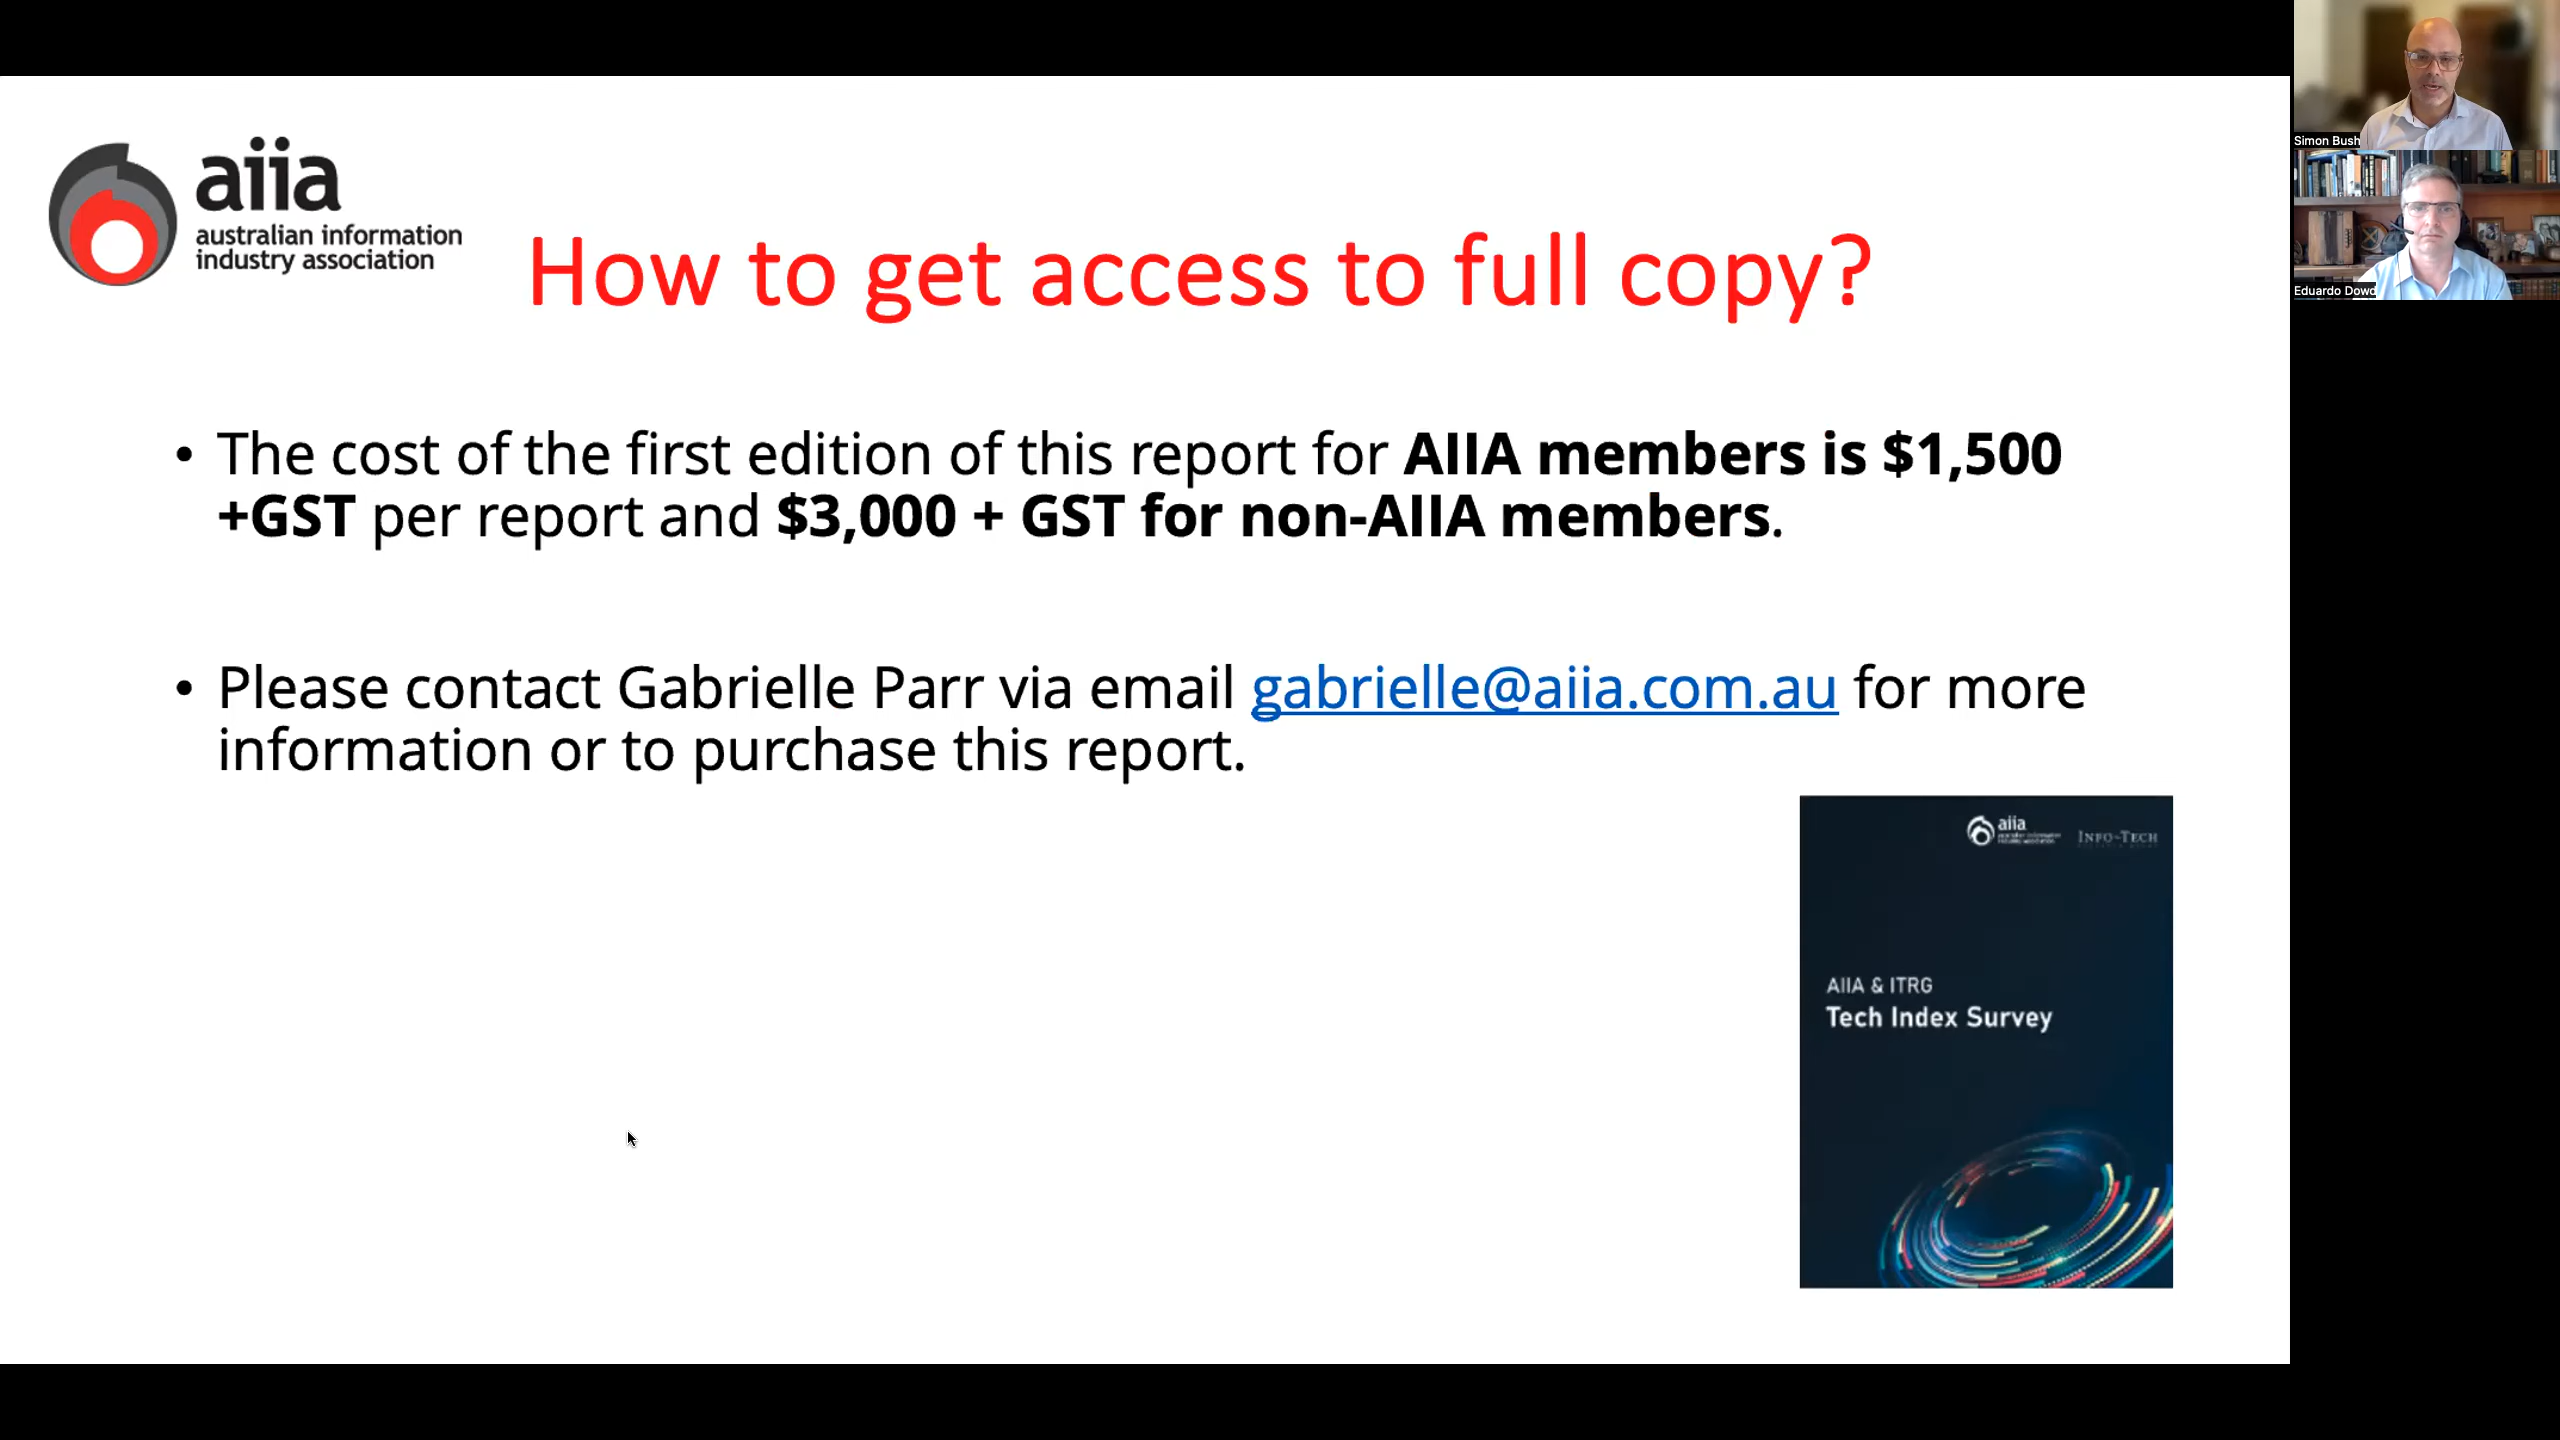 aiia
australian information
industry association
How to get access to full copy?
• The cost of the first edition of this report for AIIA members is $1,500
+GST per report and $3,000 + GST for non-AIIA members.
• Please contact Gabrielle Parr via email gabrielle@aiia.com.au for more
information or to purchase this report.
aiia
INFO~TECH
AIIA & ITRG
Tech Index Survey
Simon Bush
Eduardo Dowd